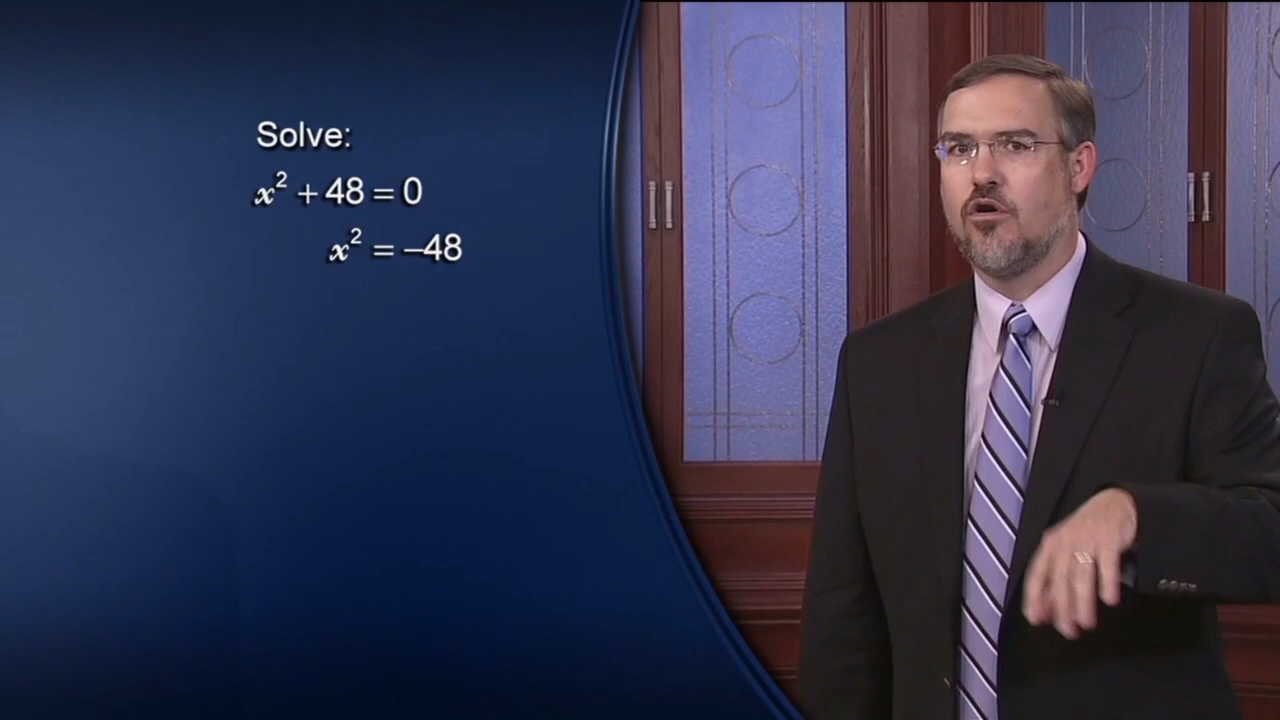 Solve:
x² + 48 = 0
x² = –48